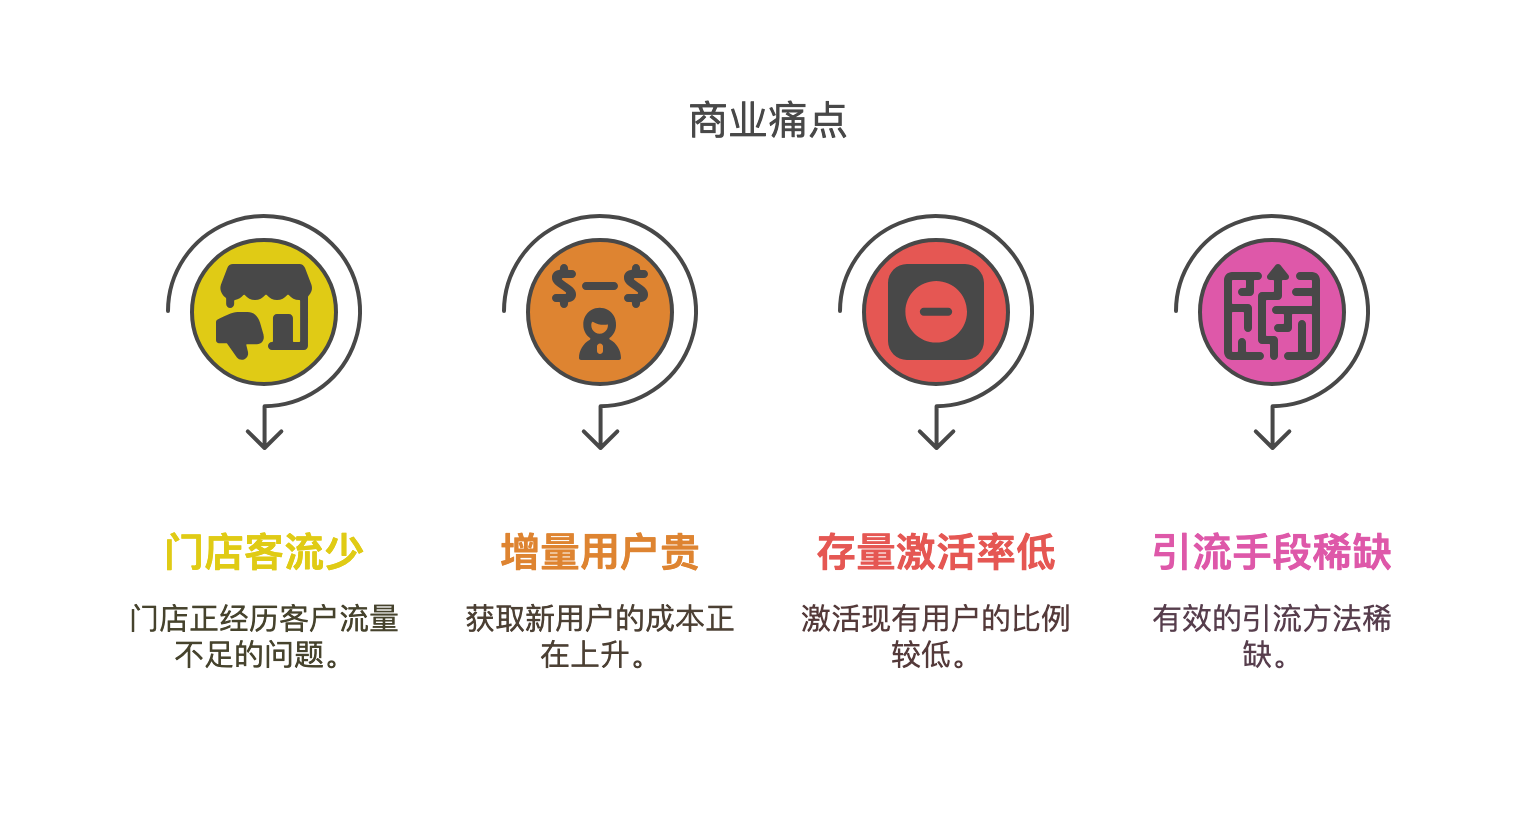 商业痛点
门店客流少
门店正经历客户流量
不足的问题。
增量用户贵
获取新用户的成本正
在上升。
存量激活率低
激活现有用户的比例
较低。
引流手段稀缺
有效的引流方法稀
缺。